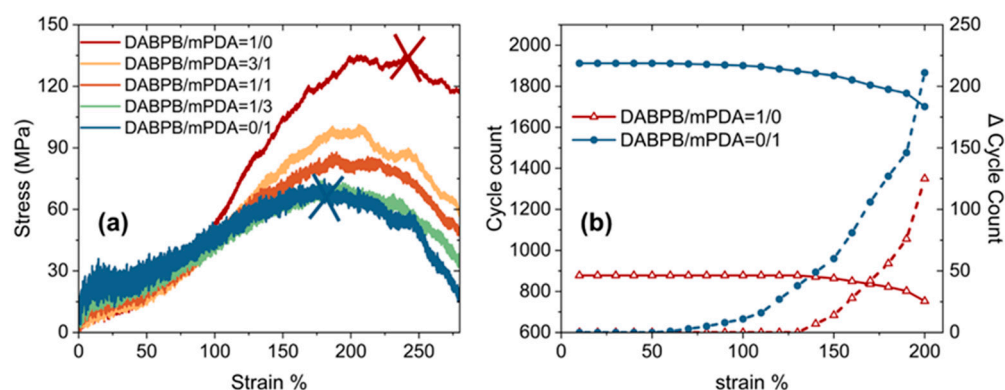 150
120
90
60
30
0
Stress (MPa)
DABPB/mPDA=1/0
DABPB/mPDA=3/1
DABPB/mPDA=1/1
DABPB/mPDA=1/3
DABPB/mPDA=0/1
(a)
0 50 100 150 200 250
Strain %
2000
1800
1600
1400
1200
1000
800
600
Cycle count
DABPB/mPDA=1/0
DABPB/mPDA=0/1
(b)
250
200
150
100
50
0
Δ Cycle Count
0 50 100 150 200
strain %